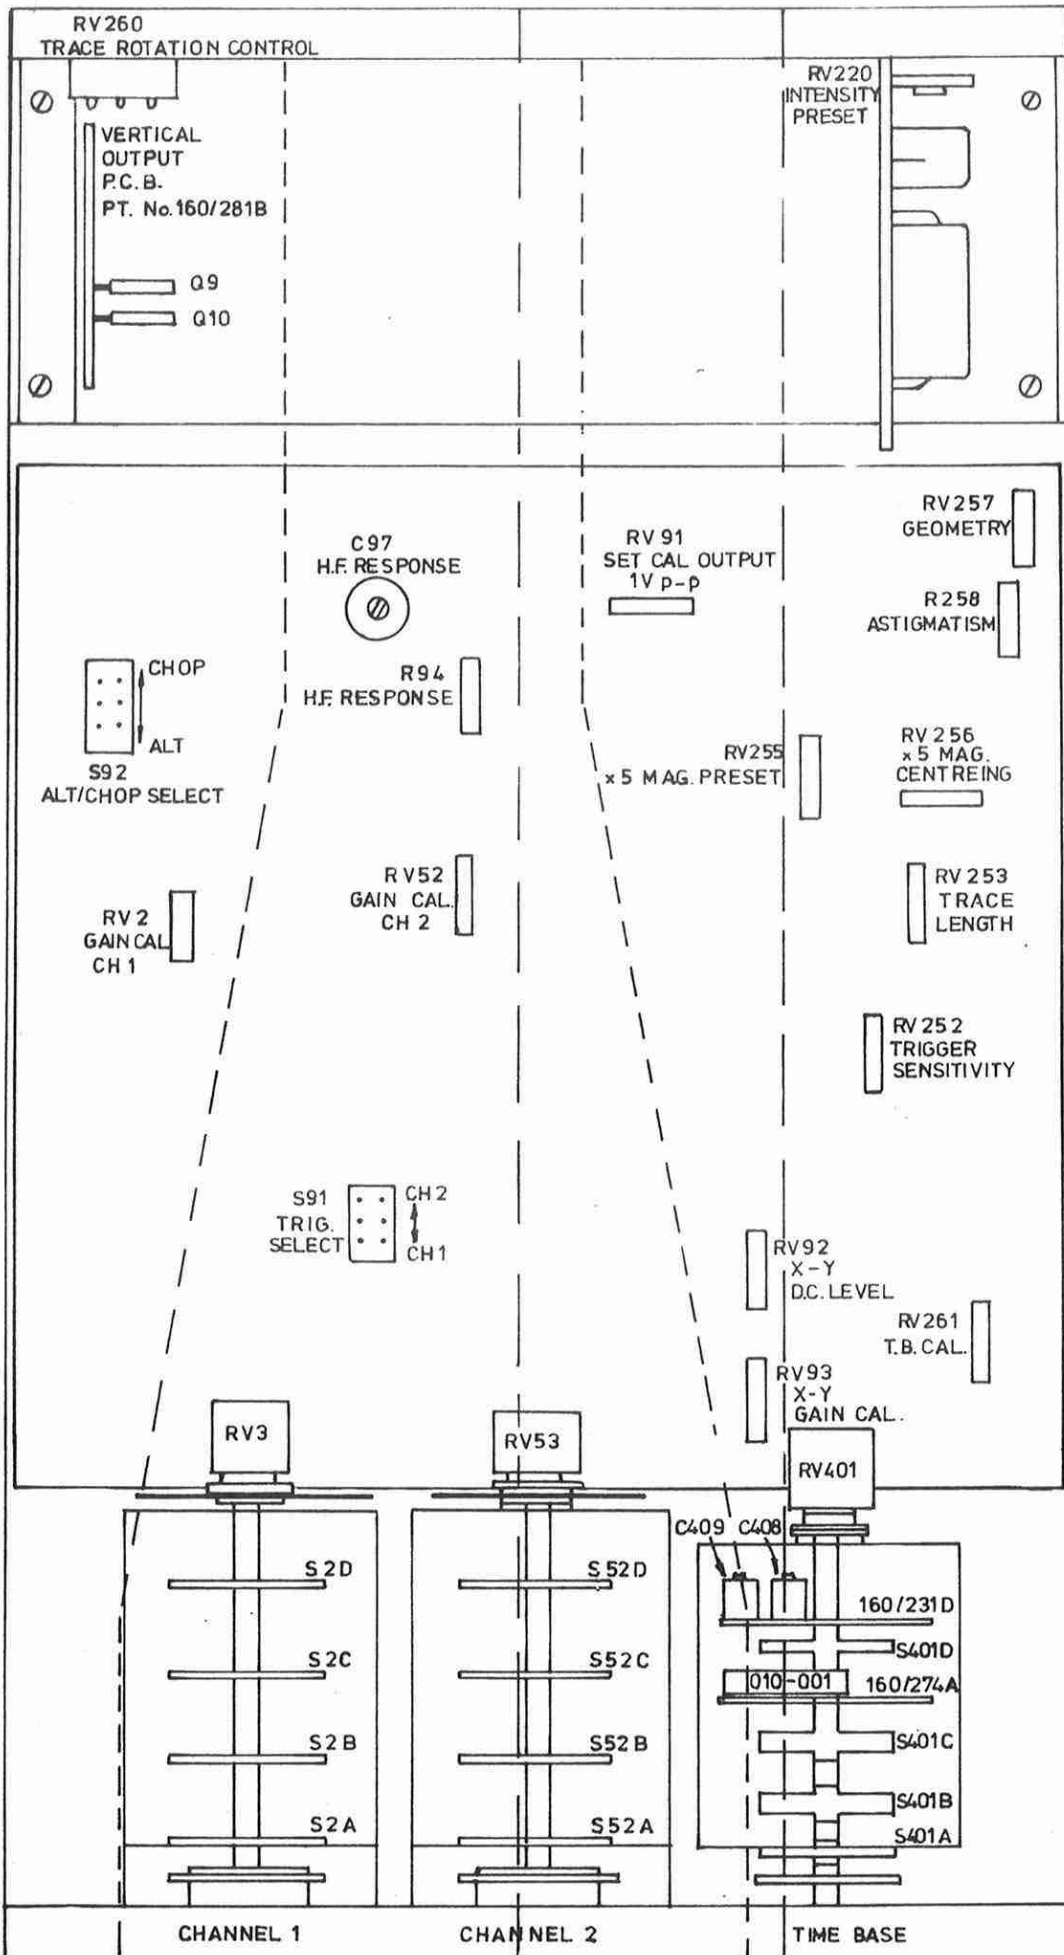 RV260
TRACE ROTATION CONTROL
RV220
INTENSITY
PRESET
VERTICAL
OUTPUT
P.C.B.
PT. No. 160/281B
Q9
Q10
RV257
GEOMETRY
C97
H.F. RESPONSE
RV 91
SET CAL OUTPUT
1V p-p
R258
ASTIGMATISM
CHOP
ALT
S92
ALT/CHOP SELECT
R94
H.F. RESPONSE
RV255
x 5 MAG. PRESET
RV 256
x 5 MAG.
CENTREING
RV 2
GAIN CAL
CH 1
RV52
GAIN CAL.
CH 2
RV 253
TRACE
LENGTH
RV 252
TRIGGER
SENSITIVITY
S91
TRIG.
SELECT
CH 2
CH1
RV92
X-Y
D.C. LEVEL
RV261
T.B. CAL.
RV93
X-Y
GAIN CAL.
RV3
RV53
RV401
C409
C408
S2D
S52D
160/231D
S401D
S2C
S52C
010-001
160/274A
S401C
S2B
S52B
S401B
S2A
S52A
S401A
CHANNEL 1
CHANNEL 2
TIME BASE